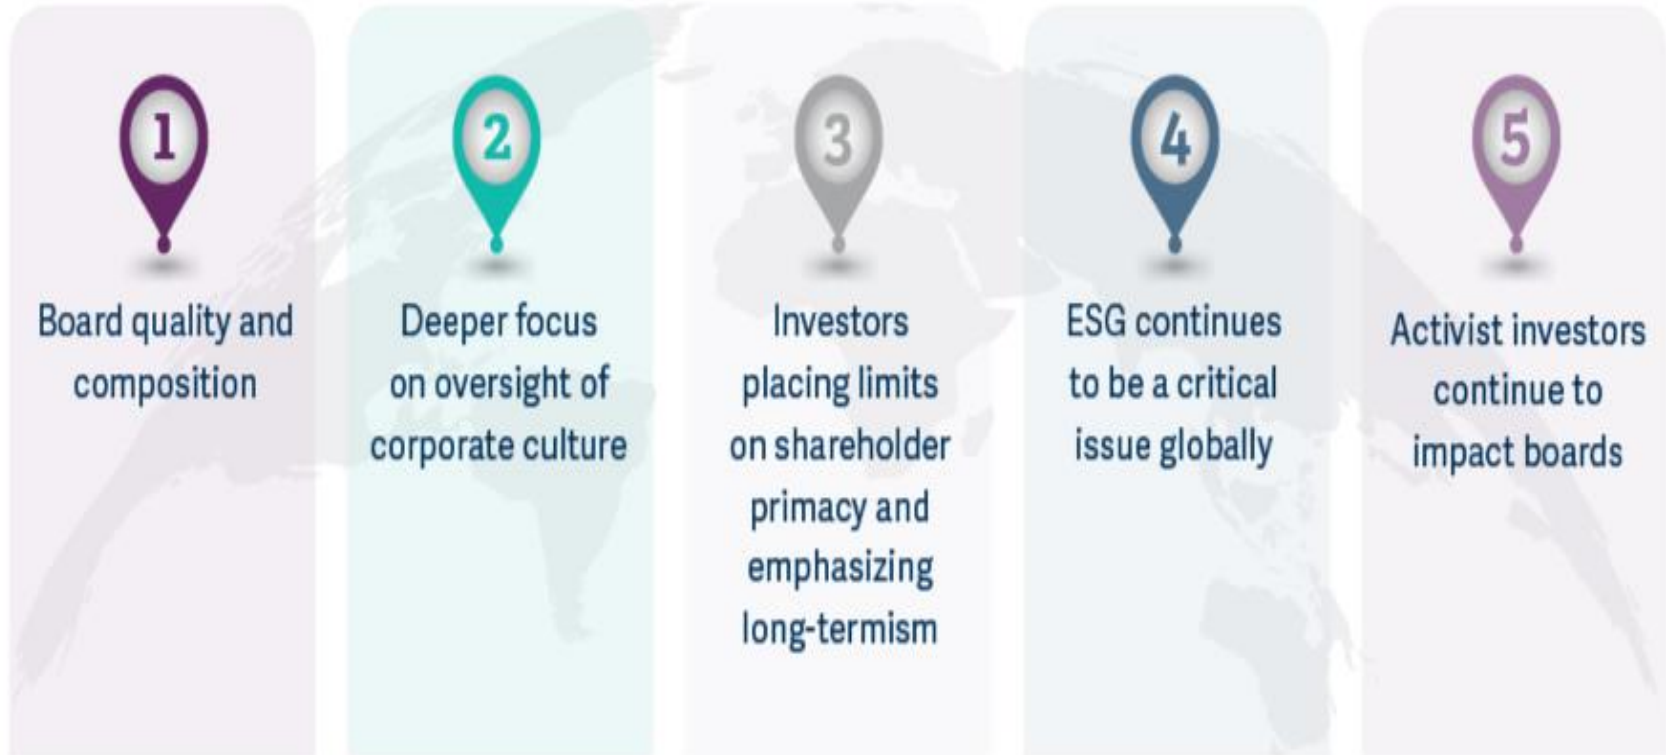 1
Board quality and
composition
2
Deeper focus
on oversight of
corporate culture
3
Investors
placing limits
on shareholder
primacy and
emphasizing
long-termism
4
ESG continues
to be a critical
issue globally
5
Activist investors
continue to
impact boards